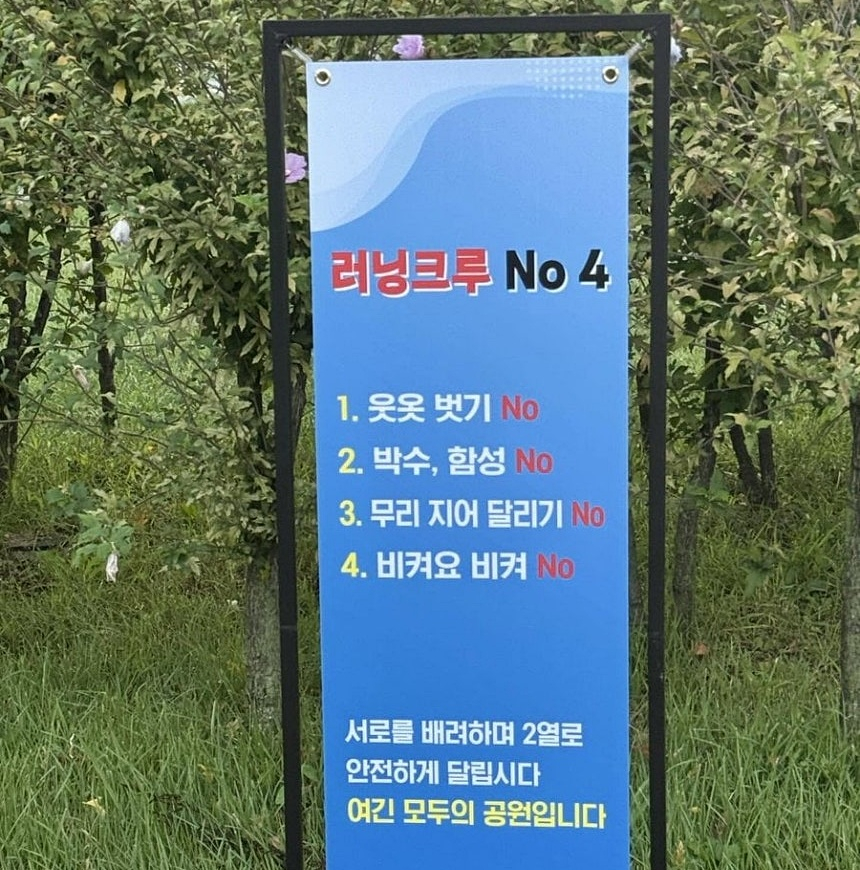 러닝크루 No 4
1. 웃옷 벗기 No
2. 박수, 함성 No
3. 무리 지어 달리기 No
4. 비켜요 비켜 No
서로를 배려하며 2열로
안전하게 달립시다
여긴 모두의 공원입니다